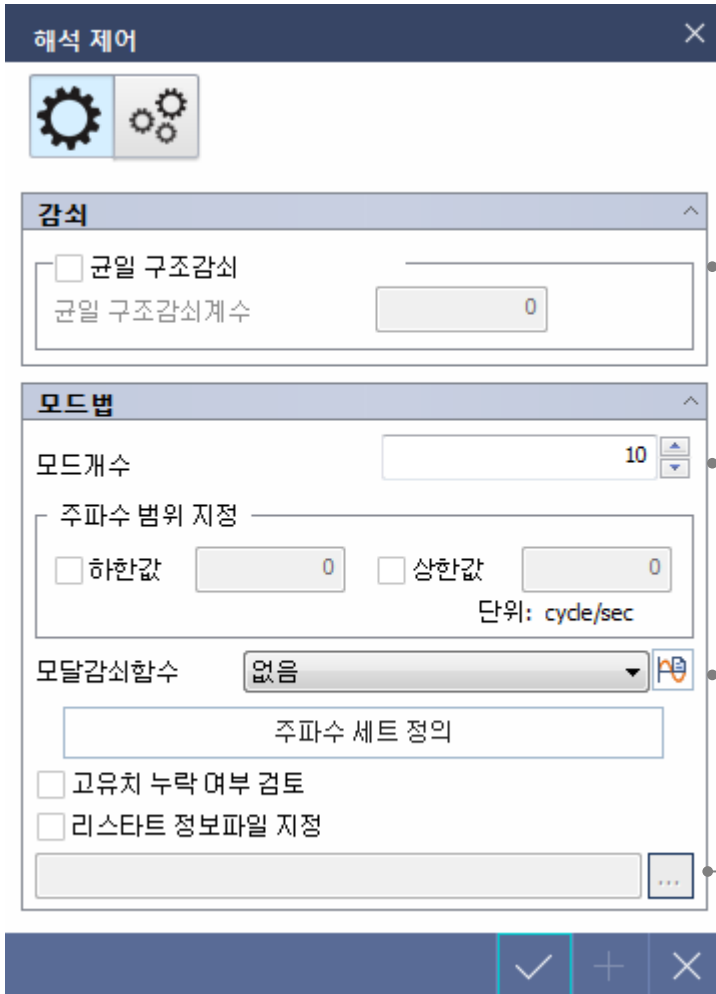 해석 제어
감쇠
균일 구조감쇠
균일 구조감쇠계수 0
모드법
모드개수 10
주파수 범위 지정
하한값 0 상한값 0
단위: cycle/sec
모달감쇠함수 없음
주파수 세트 정의
고유치 누락 여부 검토
리스타트 정보파일 지정
...